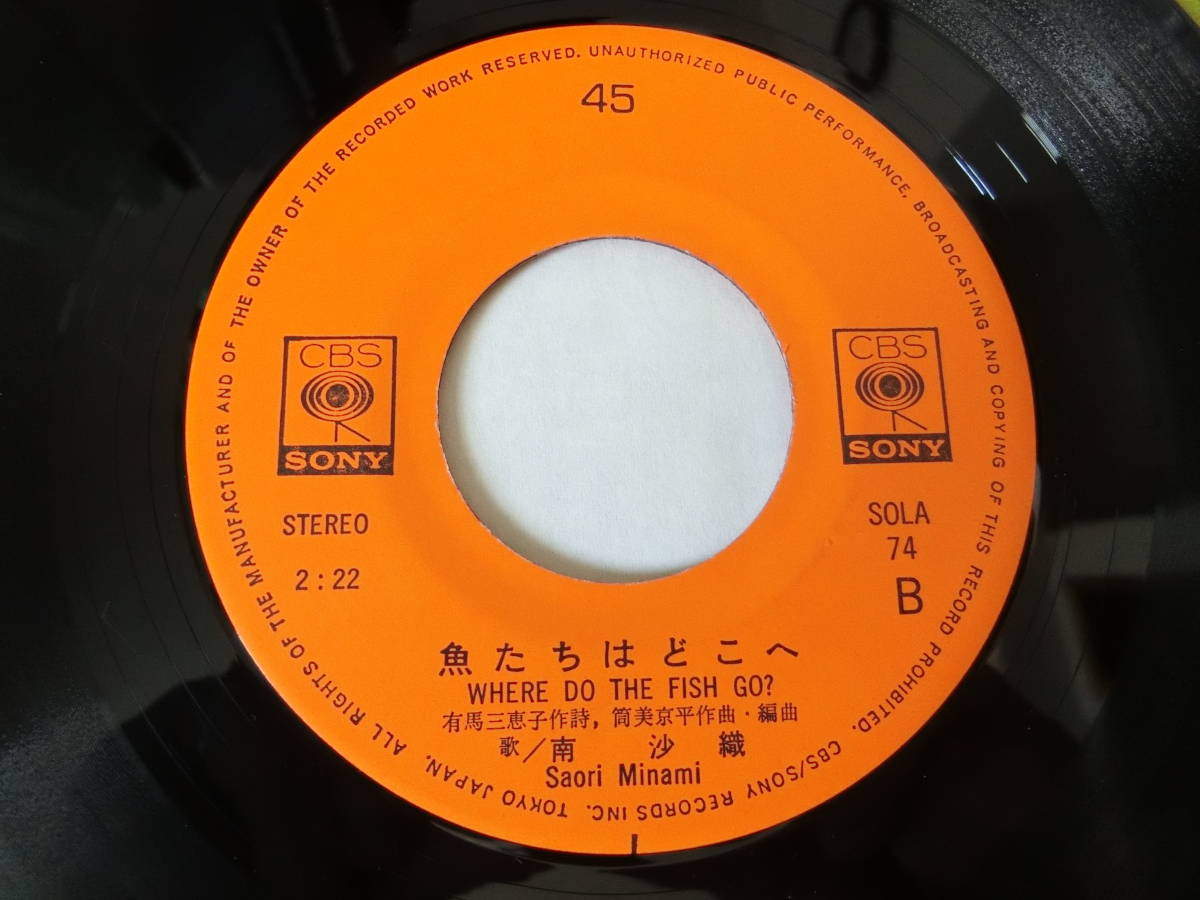 45
ALL RIGHTS OF THE MANUFACTURER AND OF THE OWNER OF THE RECORDED WORK RESERVED. UNAUTHORIZED PUBLIC PERFORMANCE, BROADCASTING AND COPYING OF THIS RECORD PROHIBITED. CBS/SONY RECORDS INC. TOKYO JAPAN.
CBS
SONY
CBS
SONY
STEREO
2:22
SOLA
74
B
魚たちはどこへ
WHERE DO THE FISH GO?
有馬三恵子作詩，筒美京平作曲・編曲
歌／南 沙織
Saori Minami